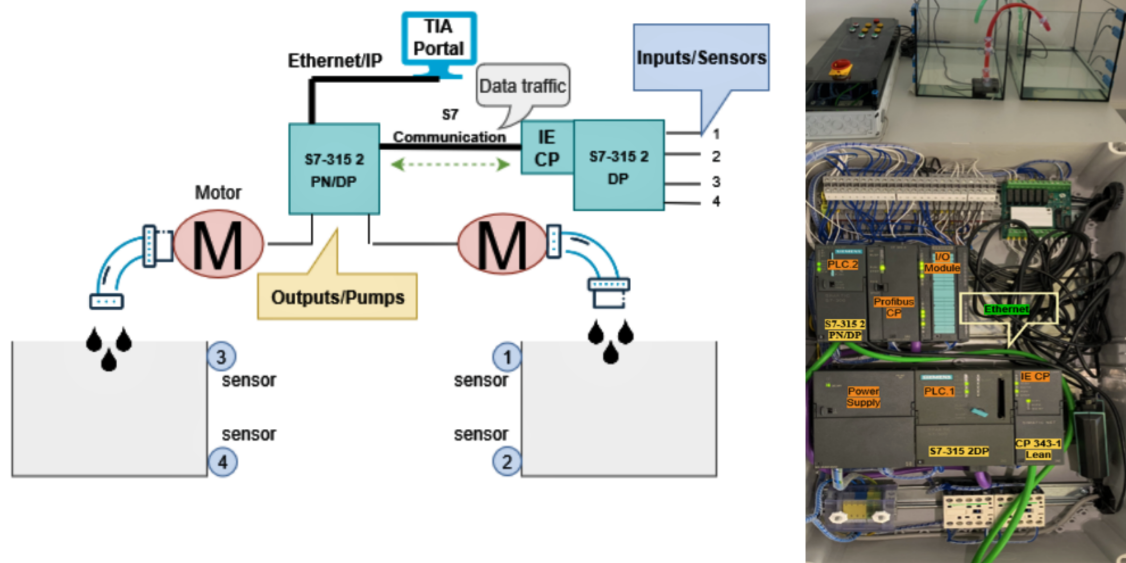 TIA
Portal
Ethernet/IP
Inputs/Sensors
Data traffic
S7
Communication
IE
CP
S7-315 2
PN/DP
S7-315 2
DP
1
2
3
4
Motor
M
M
Outputs/Pumps
3
sensor
sensor
4
1
sensor
sensor
2
PLC.2
Profibus
CP
I/O
Module
S7-315 2
PN/DP
Ethernet
Power
Supply
PLC.1
IE CP
S7-315 2DP
CP 343-1
Lean